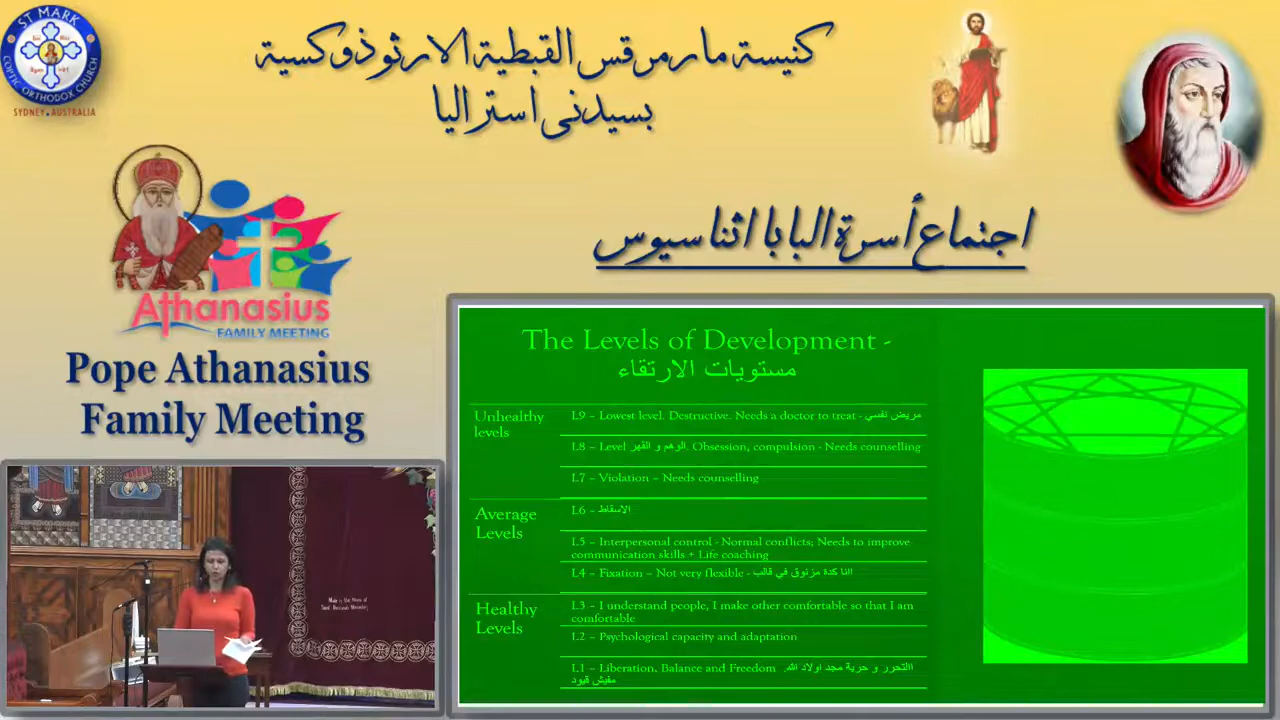 ST MARK
COPTIC ORTHODOX CHURCH
SYDNEY • AUSTRALIA
كنيسة مارمرقس القبطية الارثوذوكسية
بسيدنى استراليا
Athanasius
FAMILY MEETING
Pope Athanasius
Family Meeting
اجتماع أسرة البابا اثناسيوس
The Levels of Development -
مستويات الارتقاء
Unhealthy
levels
L9 – Lowest level. Destructive. Needs a doctor to treat - مريض نفسي
L8 – Level الوهم و القهر. Obsession, compulsion - Needs counselling
L7 – Violation – Needs counselling
Average
Levels
L6 – الاسقاط
L5 – Interpersonal control - Normal conflicts; Needs to improve
communication skills + Life coaching
L4 – Fixation – Not very flexible - اانا كدة مزنوق في قالب
Healthy
Levels
L3 – I understand people, I make other comfortable so that I am
comfortable
L2 – Psychological capacity and adaptation
L1 – Liberation, Balance and Freedom االتحرر و حرية مجد اولاد الله.
مفيش قيود